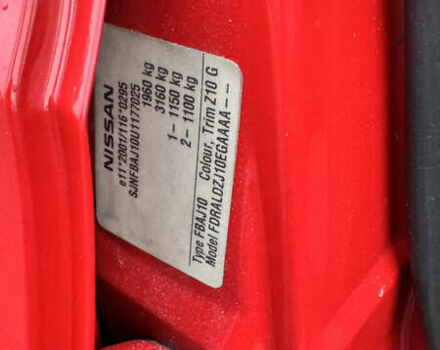 NISSAN
e11*2001/116*0295
SJNFBAJ10U1177025
1960 kg
3160 kg
1– 1150 kg
2– 1100 kg
Type FBAJ10 Colour, Trim Z10 G
Model FDRALDZJ10EGAAAA – –